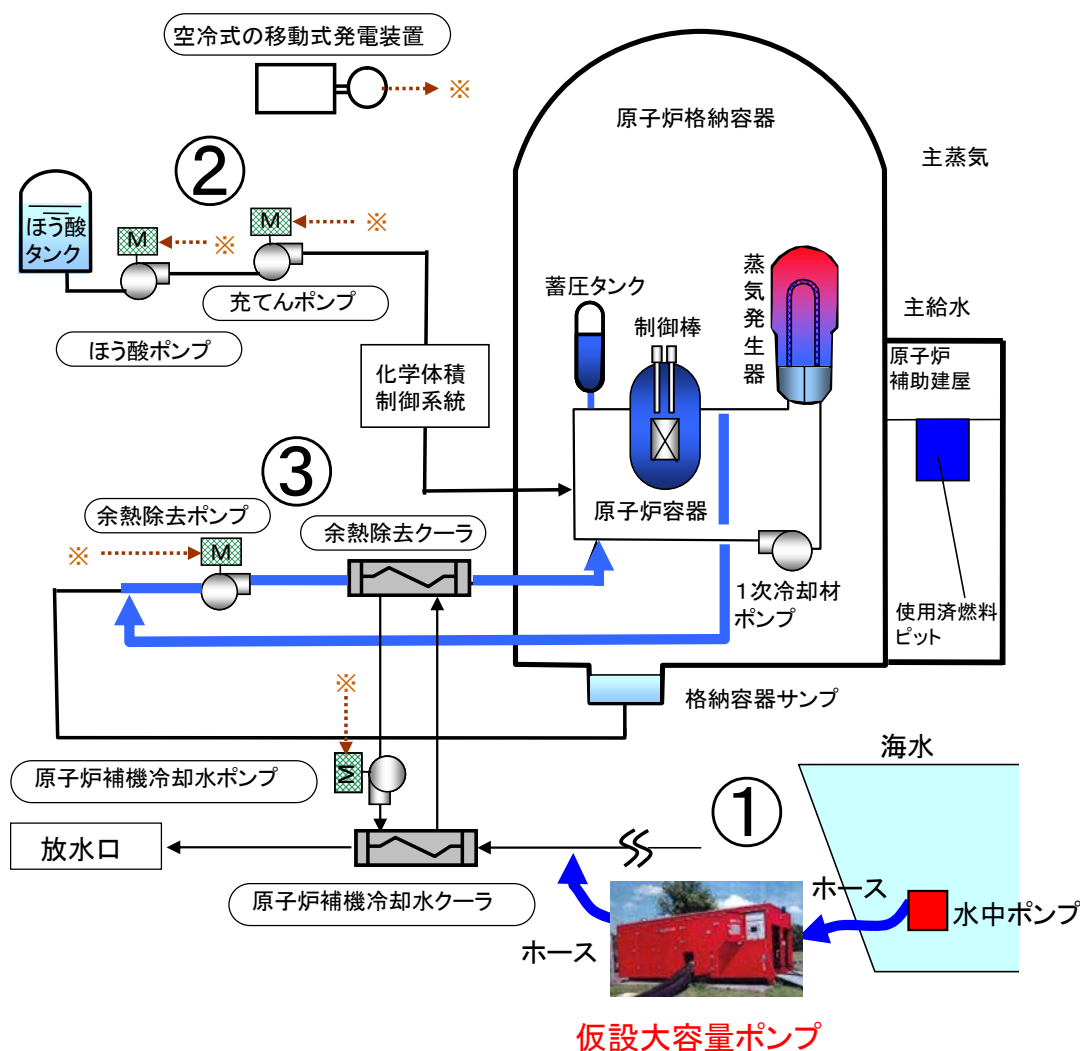 空冷式の移動式発電装置
※
②
ほう酸
タンク
M
※
M
※
充てんポンプ
ほう酸ポンプ
化学体積
制御系統
原子炉格納容器
主蒸気
蓄圧タンク
制御棒
蒸気発生器
主給水
原子炉
補助建屋
原子炉容器
1次冷却材
ポンプ
使用済燃料
ピット
③
余熱除去ポンプ
※
M
余熱除去クーラ
格納容器サンプ
※
M
原子炉補機冷却水ポンプ
放水口
原子炉補機冷却水クーラ
①
海水
ホース
水中ポンプ
ホース
仮設大容量ポンプ